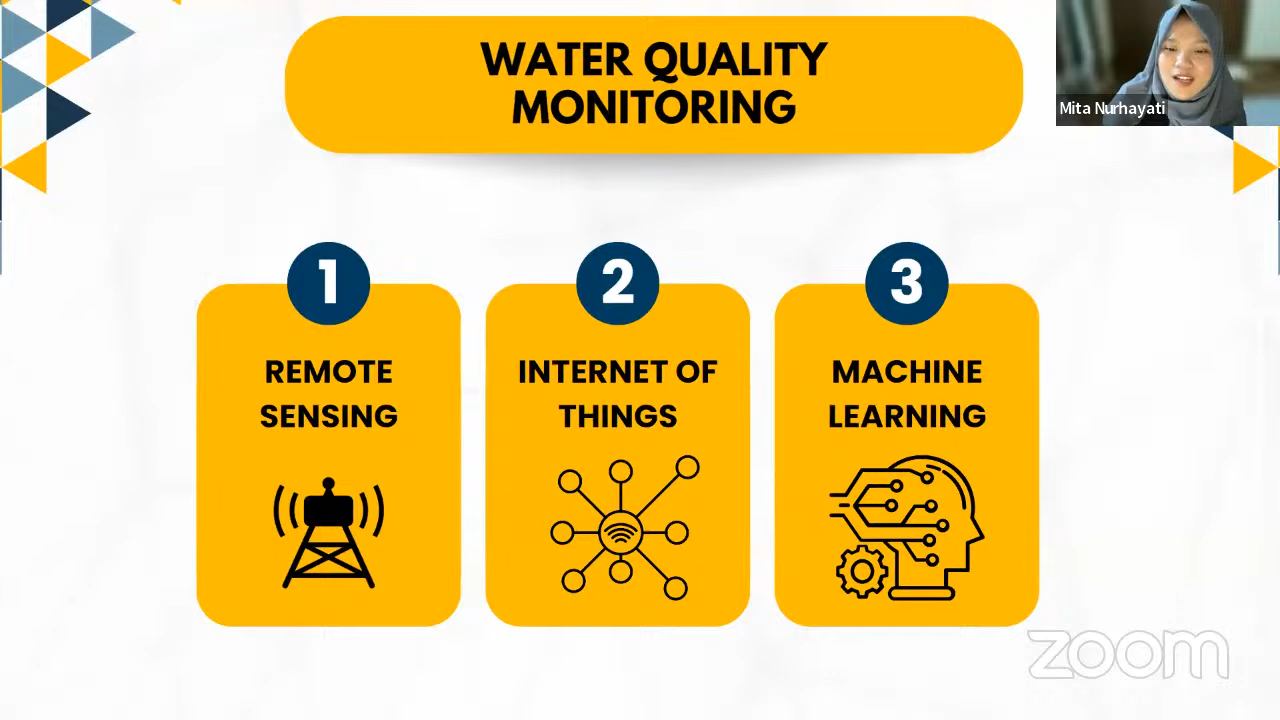 WATER QUALITY
MONITORING
Mita Nurhayati
1
REMOTE
SENSING
2
INTERNET OF
THINGS
3
MACHINE
LEARNING
zoom